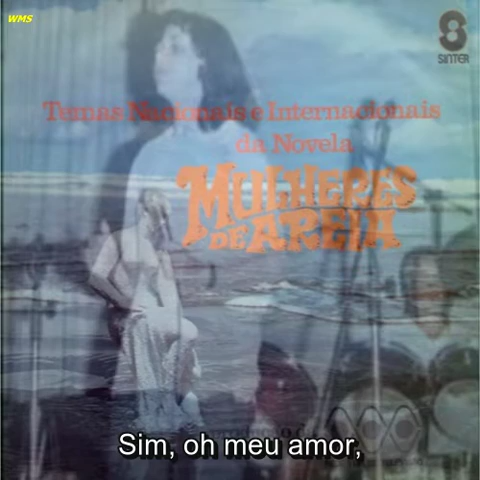 WMS
SINTER
Temas Nacionais e Internacionais
da Novela
MULHERES
DE AREIA
Sim, oh meu amor,